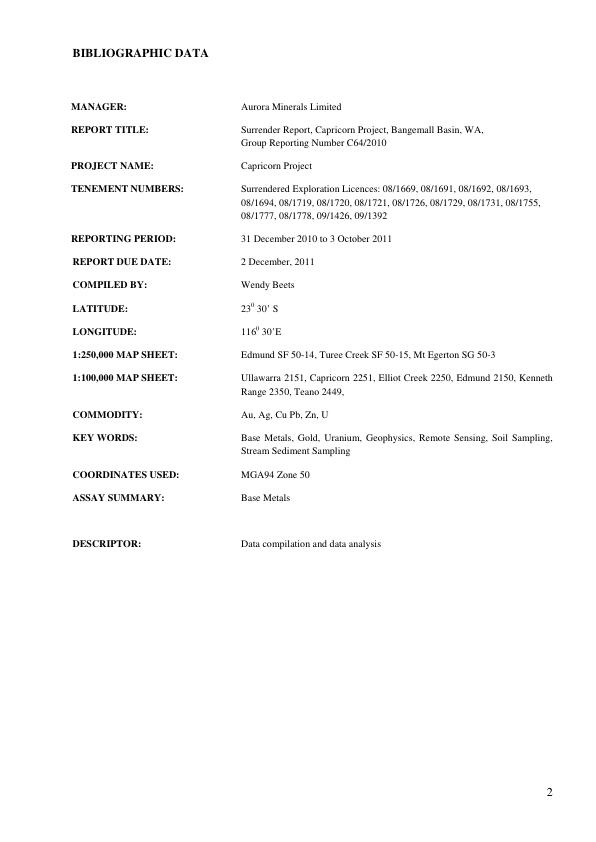 BIBLIOGRAPHIC DATA
MANAGER: Aurora Minerals Limited
REPORT TITLE: Surrender Report, Capricorn Project, Bangemall Basin, WA,
Group Reporting Number C64/2010
PROJECT NAME: Capricorn Project
TENEMENT NUMBERS: Surrendered Exploration Licences: 08/1669, 08/1691, 08/1692, 08/1693,
08/1694, 08/1719, 08/1720, 08/1721, 08/1726, 08/1729, 08/1731, 08/1755,
08/1777, 08/1778, 09/1426, 09/1392
REPORTING PERIOD: 31 December 2010 to 3 October 2011
REPORT DUE DATE: 2 December, 2011
COMPILED BY: Wendy Beets
LATITUDE: 23⁰ 30’ S
LONGITUDE: 116⁰ 30’E
1:250,000 MAP SHEET: Edmund SF 50-14, Turee Creek SF 50-15, Mt Egerton SG 50-3
1:100,000 MAP SHEET: Ullawarra 2151, Capricorn 2251, Elliot Creek 2250, Edmund 2150, Kenneth
Range 2350, Teano 2449,
COMMODITY: Au, Ag, Cu Pb, Zn, U
KEY WORDS: Base Metals, Gold, Uranium, Geophysics, Remote Sensing, Soil Sampling,
Stream Sediment Sampling
COORDINATES USED: MGA94 Zone 50
ASSAY SUMMARY: Base Metals
DESCRIPTOR: Data compilation and data analysis
2